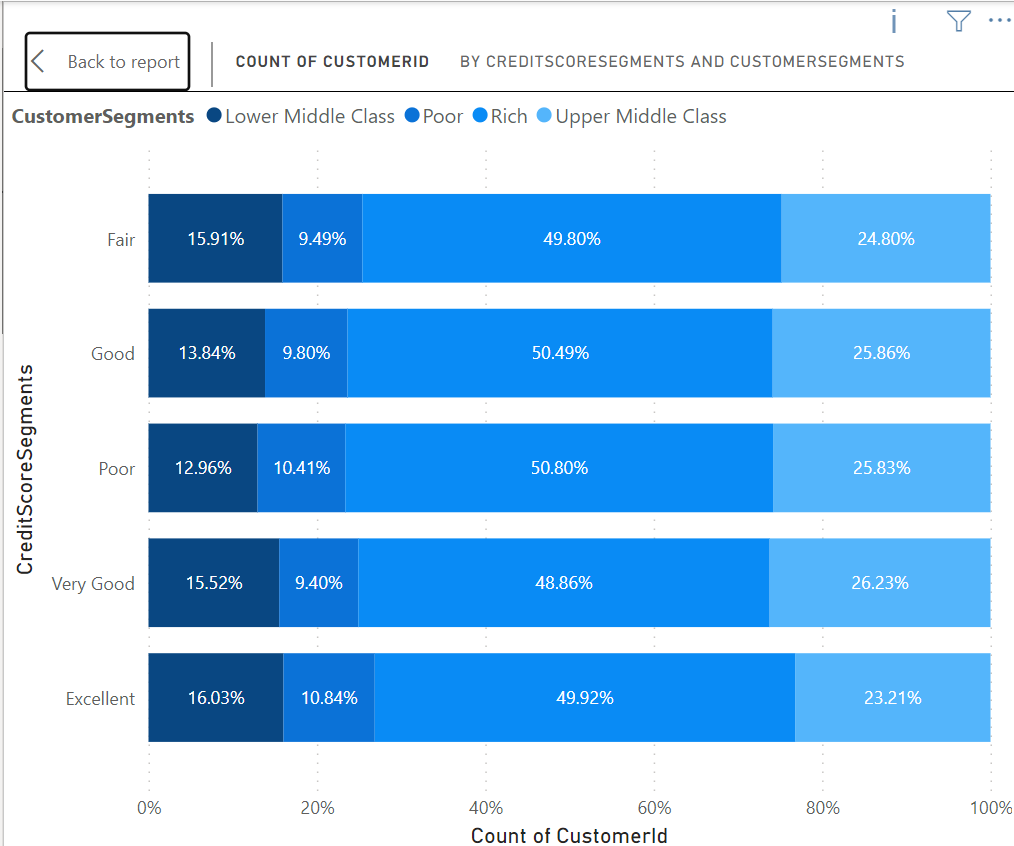 Back to report
COUNT OF CUSTOMERID BY CREDITSCORESEGMENTS AND CUSTOMERSEGMENTS
CustomerSegments Lower Middle Class Poor Rich Upper Middle Class
CreditScoreSegments
Fair 15.91% 9.49% 49.80% 24.80%
Good 13.84% 9.80% 50.49% 25.86%
Poor 12.96% 10.41% 50.80% 25.83%
Very Good 15.52% 9.40% 48.86% 26.23%
Excellent 16.03% 10.84% 49.92% 23.21%
0% 20% 40% 60% 80% 100%
Count of CustomerId